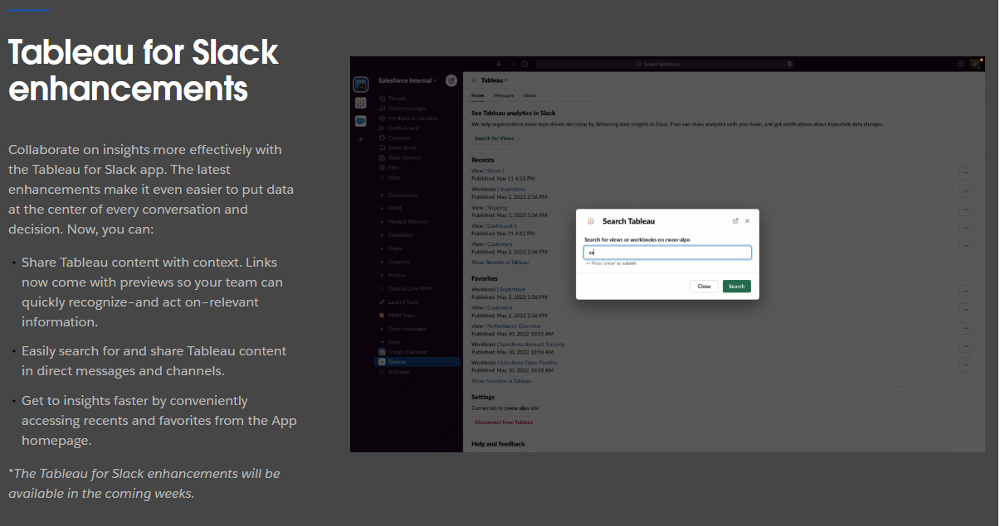 Tableau for Slack
enhancements
Collaborate on insights more effectively with
the Tableau for Slack app. The latest
enhancements make it even easier to put data
at the center of every conversation and
decision. Now, you can:
• Share Tableau content with context. Links
now come with previews so your team can
quickly recognize–and act on–relevant
information.
• Easily search for and share Tableau content
in direct messages and channels.
• Get to insights faster by conveniently
accessing recents and favorites from the App
homepage.
*The Tableau for Slack enhancements will be
available in the coming weeks.
Search Salesforce
Salesforce Internal
Threads
Direct messages
Mentions & reactions
Drafts & sent
Canvases
Saved items
Slack Connect
Files
More
Connections
PMM
Product Releases
Embedded
Demo
Channels
Archive
Tableau Core PMM
Launch Team
PMM Team
Direct messages
Apps
Google Calendar
Tableau
Add apps
Tableau
Home Messages About
See Tableau analytics in Slack
We help organizations make data-driven decisions by delivering data insights in Slack. Find and share analytics with your team, and get notifications about important data changes.
Search for Views
Recents
View | Sheet 1
Published: Nov 11 4:12 PM
Workbook | Superstore
Published: May 2, 2022 2:36 PM
View | Shipping
Published: May 2, 2022 2:36 PM
View | Dashboard 1
Published: Nov 11 4:12 PM
View | Customers
Published: May 2, 2022 2:36 PM
Show Recents in Tableau
Favorites
Workbook | Superstore
Published: May 2, 2022 2:36 PM
View | Customers
Published: May 2, 2022 2:36 PM
View | Performance Overview
Published: May 10, 2022 10:51 AM
Workbook | Salesforce Account Tracking
Published: May 10, 2022 10:56 AM
Workbook | Salesforce Open Pipeline
Published: May 10, 2022 10:55 AM
Show Favorites in Tableau
Settings
Connected to cwoo-alpo site
Disconnect from Tableau
Help and feedback
Search Tableau
Search for views or workbooks on cwoo-alpo
sa
↵ Press 'enter' to submit
Close
Search